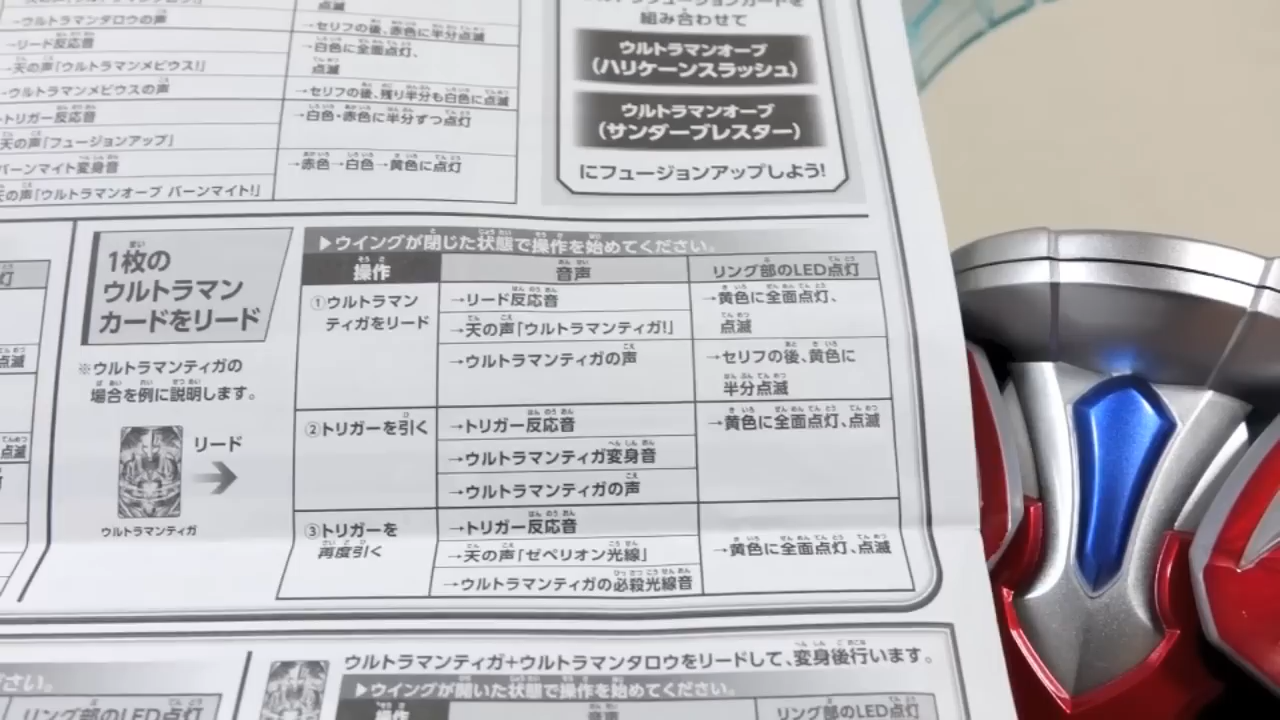 点滅
→ウルトラマンタロウの声
→セリフの後、赤色に半分点滅
→リード反応音
→白色に全面点灯、
点滅
→天の声「ウルトラマンメビウス!」
→ウルトラマンメビウスの声
→セリフの後、残り半分も白色に点滅
トリガー反応音
→白色・赤色に半分ずつ点灯
天の声「フュージョンアップ」
バーンマイト変身音
→赤色→白色→黄色に点灯
天の声「ウルトラマンオーブ バーンマイト!」
組み合わせて
ウルトラマンオーブ
(ハリケーンスラッシュ)
ウルトラマンオーブ
(サンダーブレスター)
にフュージョンアップしよう!
1枚の
ウルトラマン
カードをリード
※ウルトラマンティガの
場合を例に説明します。
リード
ウルトラマンティガ
▶ウイングが閉じた状態で操作を始めてください。
操作
音声
リング部のLED点灯
①ウルトラマン
ティガをリード
→リード反応音
→天の声「ウルトラマンティガ!」
→ウルトラマンティガの声
→黄色に全面点灯、
点滅
→セリフの後、黄色に
半分点滅
②トリガーを引く
→トリガー反応音
→ウルトラマンティガ変身音
→ウルトラマンティガの声
→黄色に全面点灯、点滅
③トリガーを
再度引く
→トリガー反応音
→天の声「ゼペリオン光線」
→ウルトラマンティガの必殺光線音
→黄色に全面点灯、点滅
灯
点滅
点滅
ださい。
リング部のLED点灯
ウルトラマンティガ+ウルトラマンタロウをリードして、変身後行います。
▶ウイングが開いた状態で操作を始めてください。
操作
音声
リング部のLED点灯